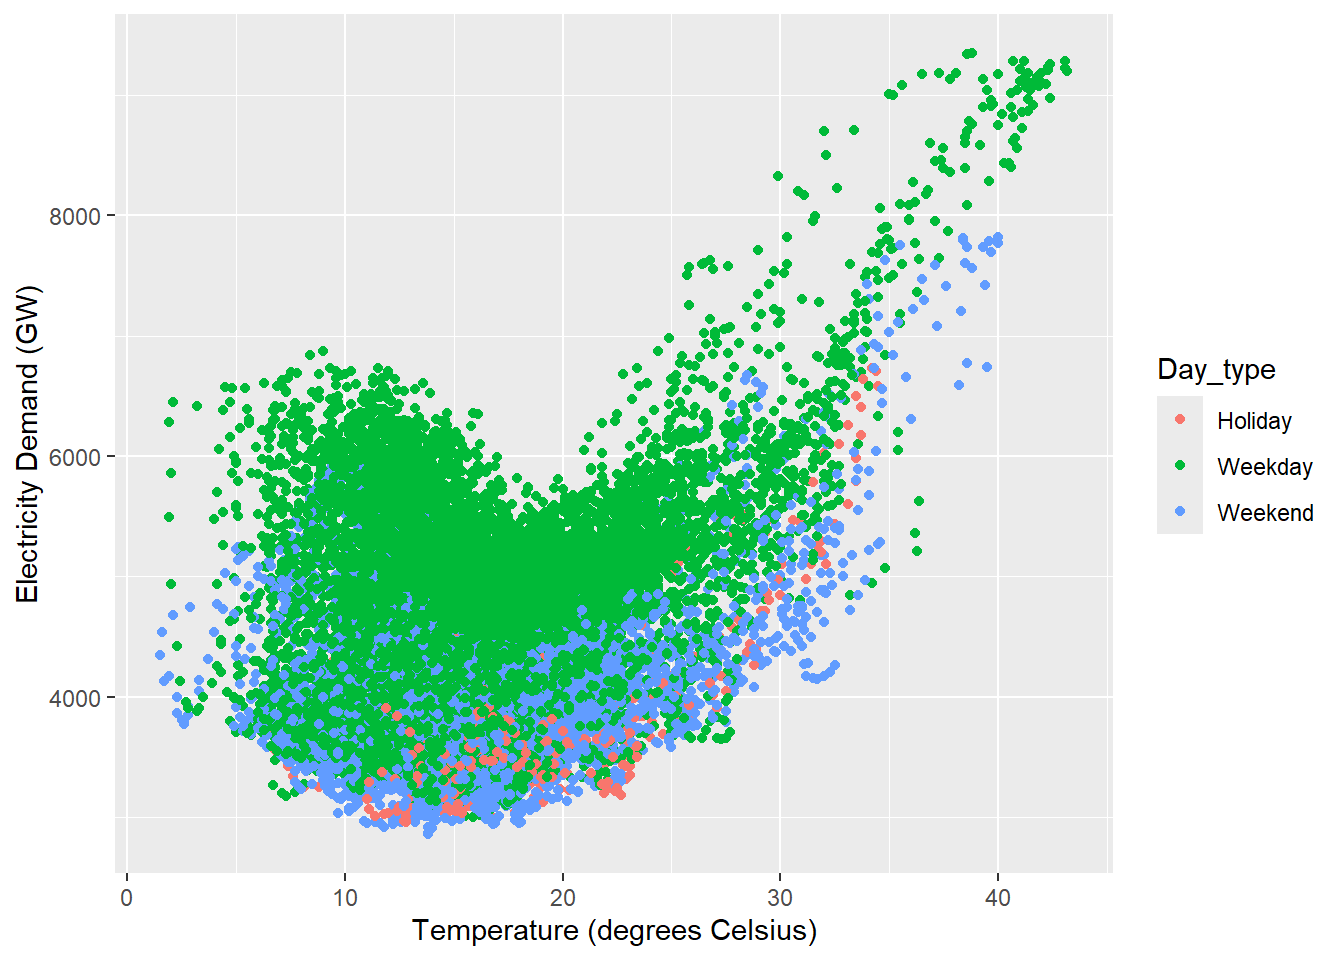 Electricity Demand (GW)
8000
6000
4000
0
10
20
30
40
Temperature (degrees Celsius)
Day_type
Holiday
Weekday
Weekend